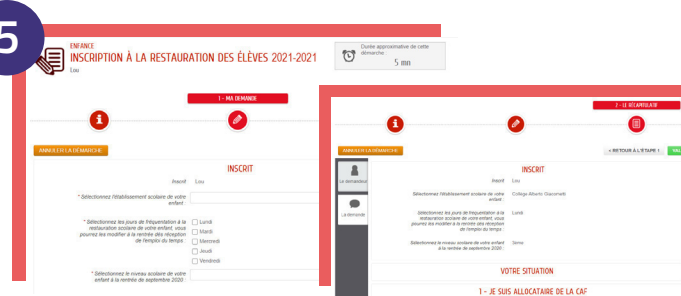 5
ENFANCE
INSCRIPTION À LA RESTAURATION DES ÉLÈVES 2021-2021
Lou
Durée approximative de cette
démarche :
5 mn
1 - MA DEMANDE
ANNULER LA DÉMARCHE
INSCRIT
Inscrit Lou
* Sélectionnez l'établissement scolaire de votre
enfant :
* Sélectionnez les jours de fréquentation à la
restauration scolaire de votre enfant, vous
pourrez les modifier à la rentrée dès réception
de l'emploi du temps :
Lundi
Mardi
Mercredi
Jeudi
Vendredi
* Sélectionnez le niveau scolaire de votre
enfant à la rentrée de septembre 2020 :
2 - LE RÉCAPITULATIF
ANNULER LA DÉMARCHE
« RETOUR À L'ÉTAPE 1
Le demandeur
La demande
INSCRIT
Inscrit Lou
Sélectionnez l'établissement scolaire de votre
enfant : Collège Alberto Giacometti
Sélectionnez les jours de fréquentation à la
restauration scolaire de votre enfant, vous
pourrez les modifier à la rentrée dès réception
de l'emploi du temps : Lundi
Sélectionnez le niveau scolaire de votre enfant
à la rentrée de septembre 2020 : 3eme
VOTRE SITUATION
1 - JE SUIS ALLOCATAIRE DE LA CAF